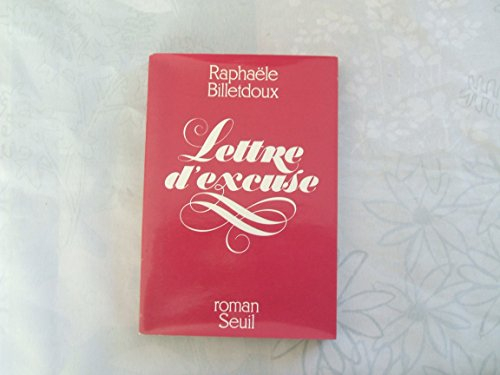 Raphaële
Billetdoux
Lettre
d'excuse
roman
Seuil